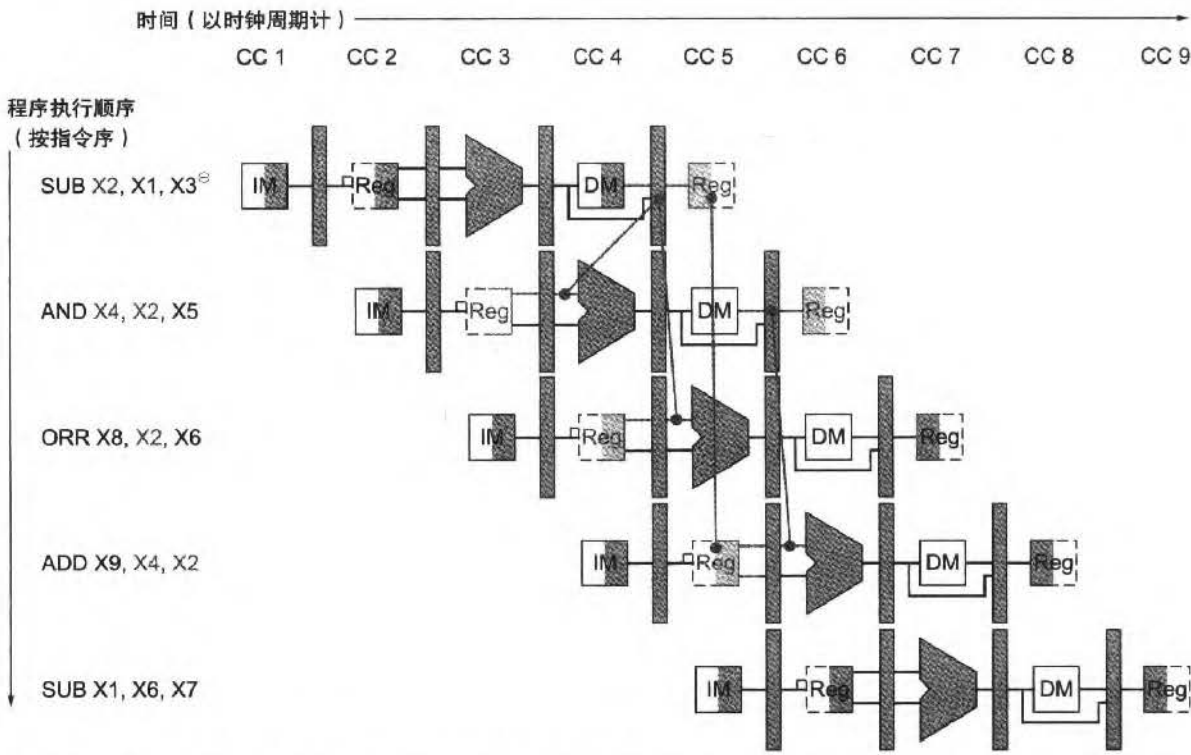 时间（以时钟周期计）
CC 1 CC 2 CC 3 CC 4 CC 5 CC 6 CC 7 CC 8 CC 9
程序执行顺序
（按指令序）
SUB X2, X1, X3⊖
IM Reg DM Reg
AND X4, X2, X5
IM Reg DM Reg
ORR X8, X2, X6
IM Reg DM Reg
ADD X9, X4, X2
IM Reg DM Reg
SUB X1, X6, X7
IM Reg DM Reg